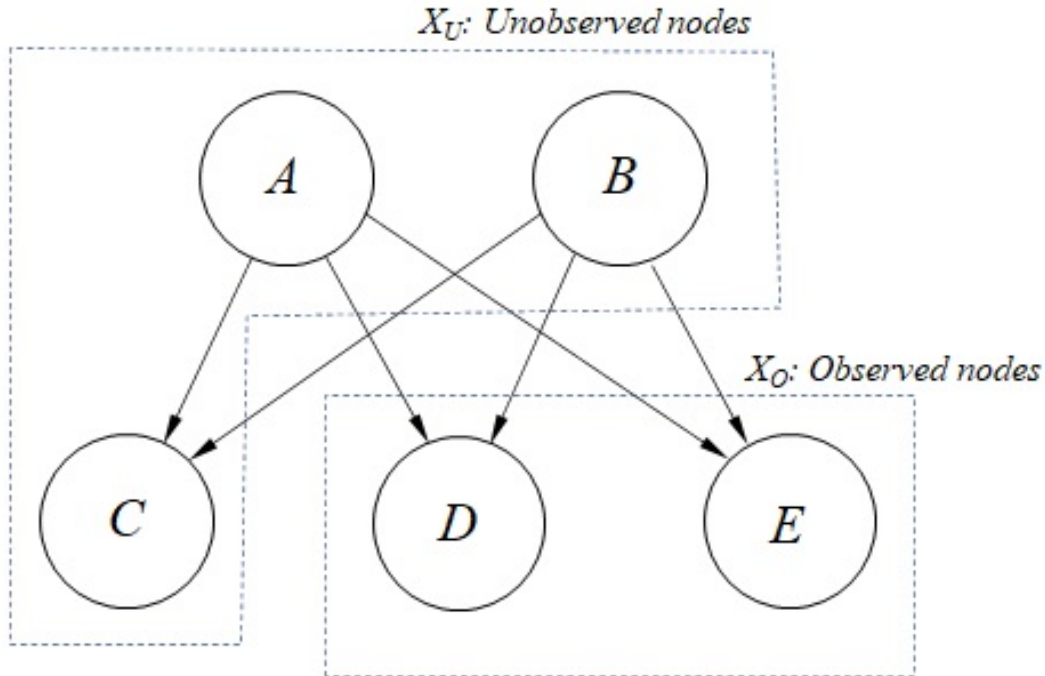 X_U: Unobserved nodes
A B
X_O: Observed nodes
C D E